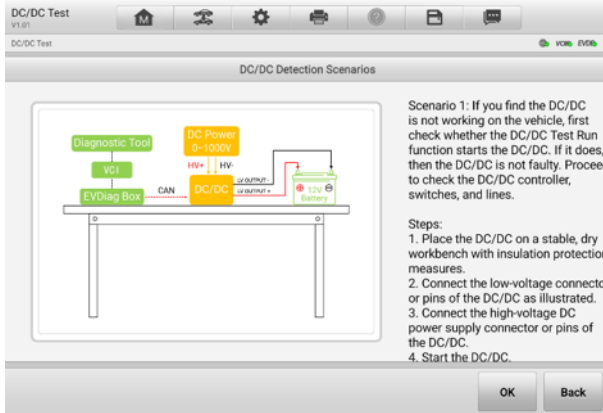 DC/DC Test
V1.01
DC/DC Test
VCMI EVDB
DC/DC Detection Scenarios
Diagnostic Tool
VC1
EVDiag Box
CAN
DC Power
0~1000V
HV+ HV-
DC/DC
LV OUTPUT -
LV OUTPUT +
12V
Battery
Scenario 1: If you find the DC/DC
is not working on the vehicle, first
check whether the DC/DC Test Run
function starts the DC/DC. If it does,
then the DC/DC is not faulty. Procee
to check the DC/DC controller,
switches, and lines.
Steps:
1. Place the DC/DC on a stable, dry
workbench with insulation protection
measures.
2. Connect the low-voltage connecto
or pins of the DC/DC as illustrated.
3. Connect the high-voltage DC
power supply connector or pins of
the DC/DC.
4. Start the DC/DC.
OK
Back